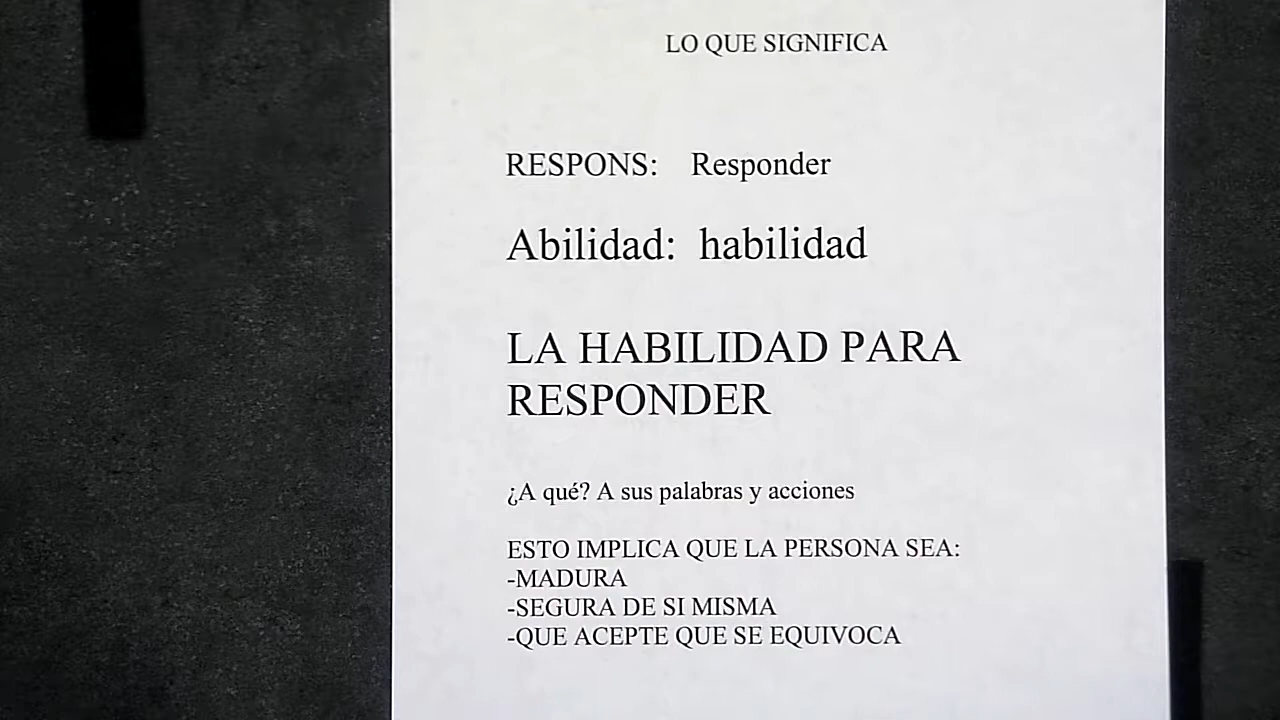 LO QUE SIGNIFICA
RESPONS: Responder
Abilidad: habilidad
LA HABILIDAD PARA
RESPONDER
¿A qué? A sus palabras y acciones
ESTO IMPLICA QUE LA PERSONA SEA:
-MADURA
-SEGURA DE SI MISMA
-QUE ACEPTE QUE SE EQUIVOCA